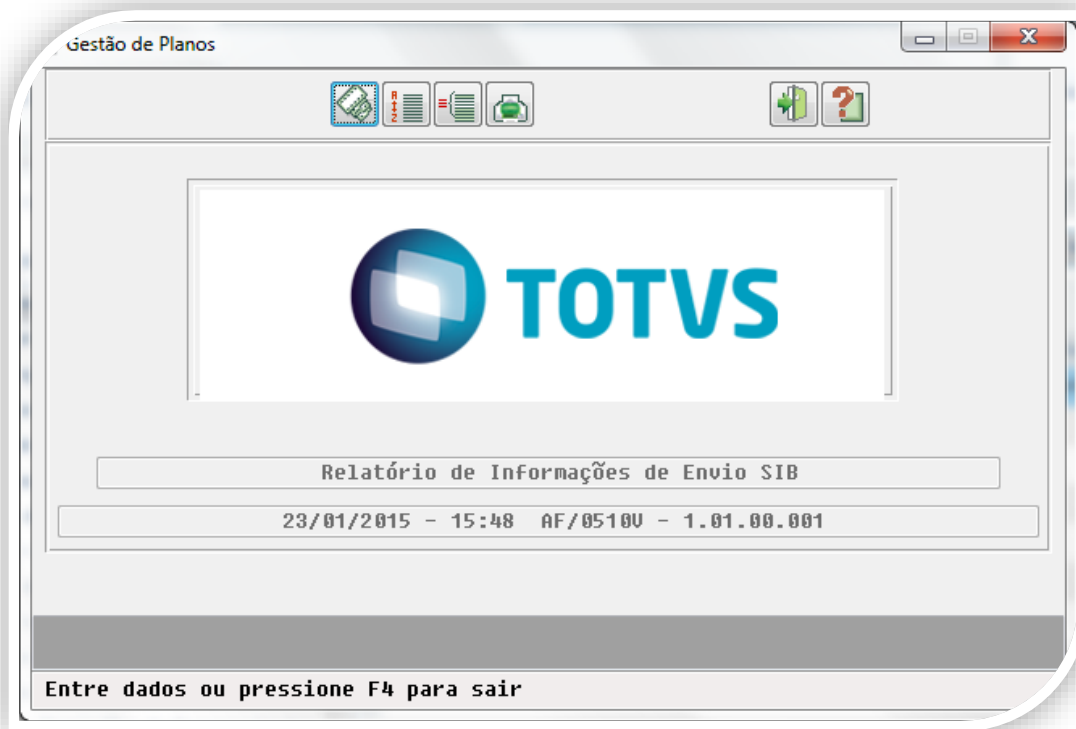 Gestão de Planos
TOTVS
Relatório de Informações de Envio SIB
23/01/2015 - 15:48 AF/0510V - 1.01.00.001
Entre dados ou pressione F4 para sair